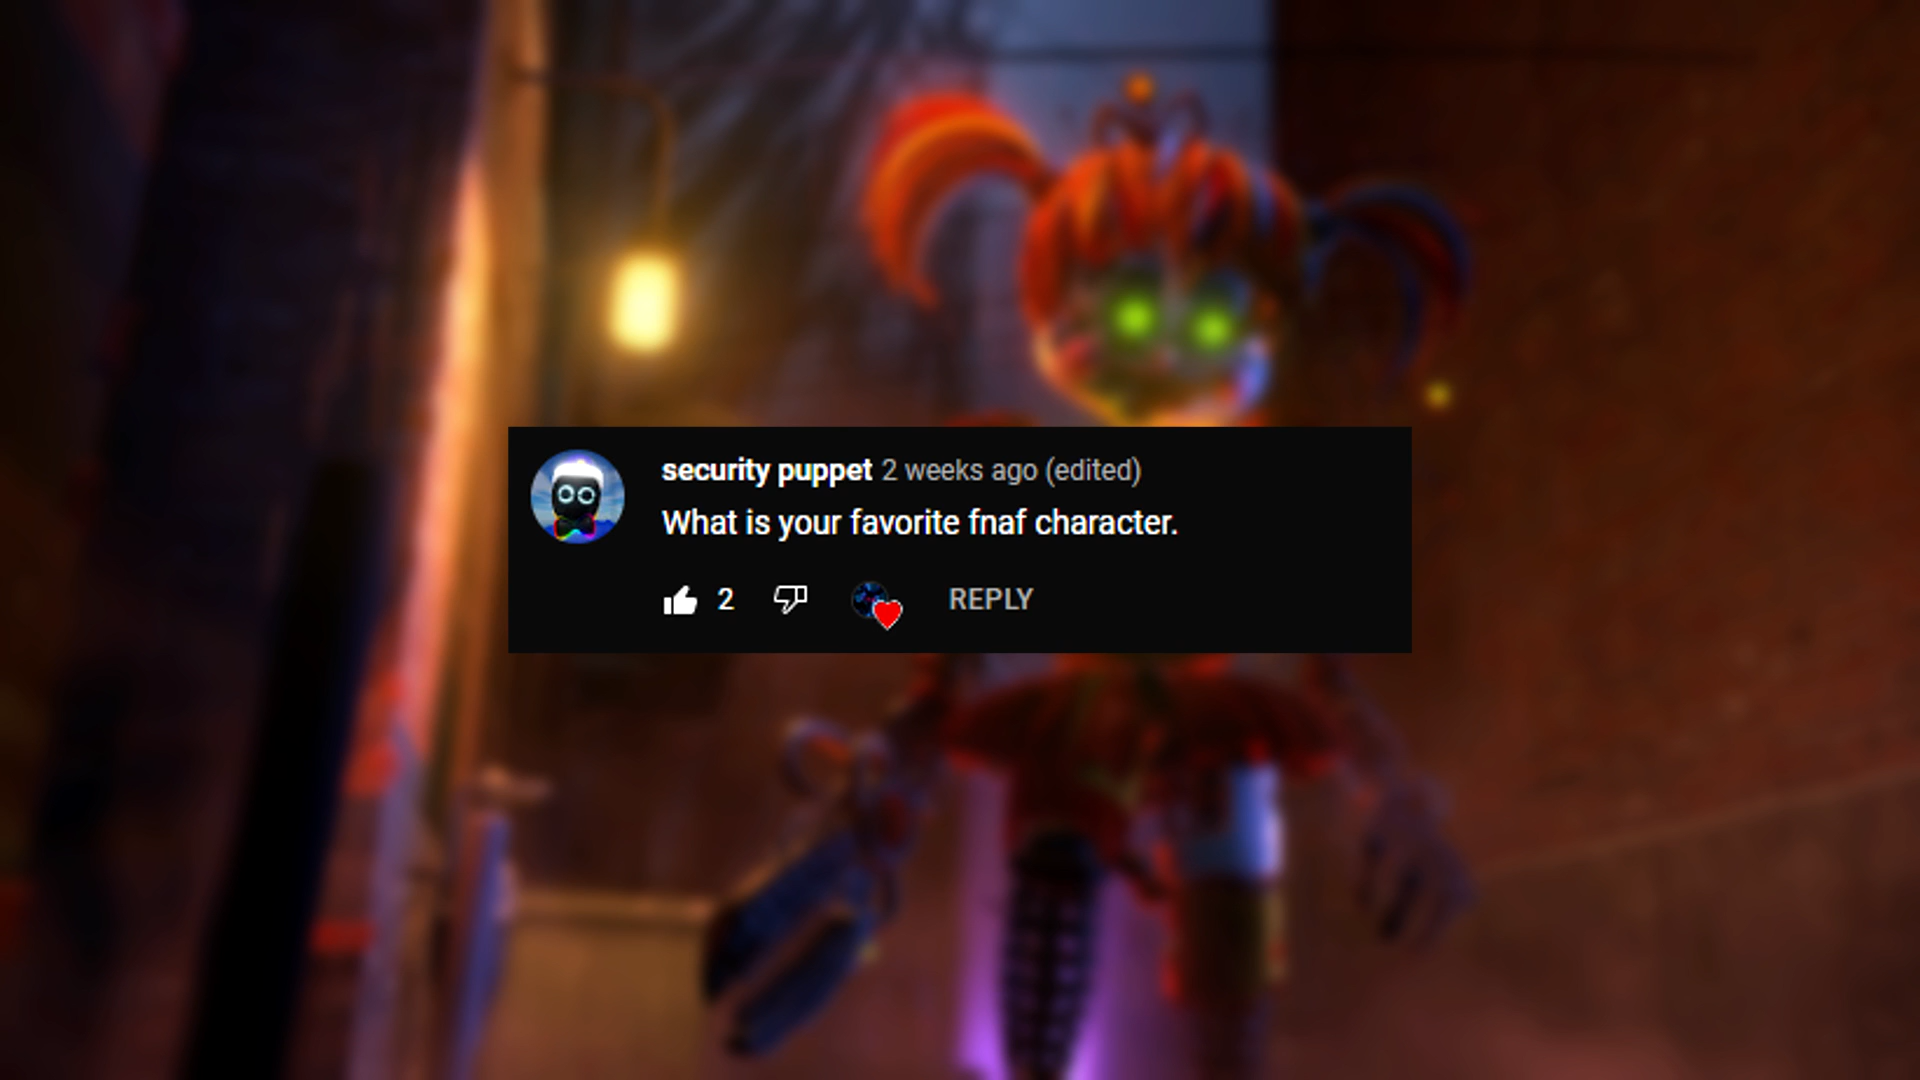 security puppet 2 weeks ago (edited)
What is your favorite fnaf character.
2 REPLY